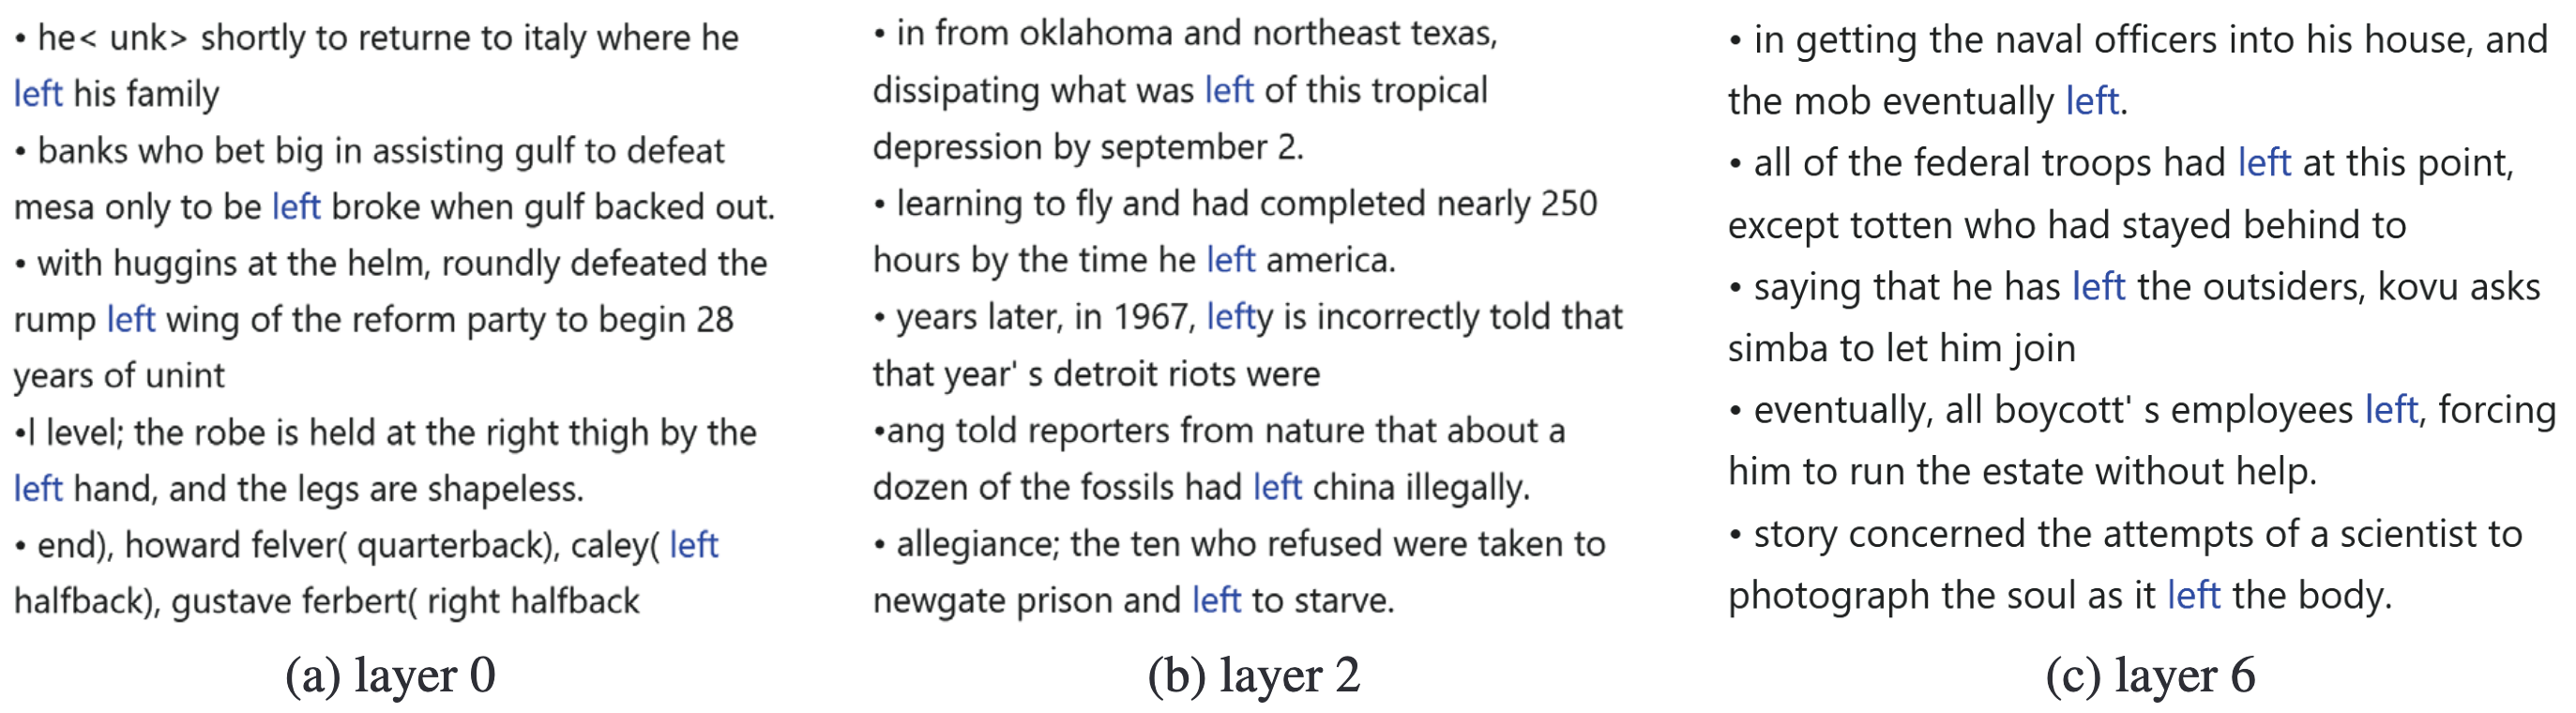 • he< unk> shortly to returne to italy where he
left his family
• banks who bet big in assisting gulf to defeat
mesa only to be left broke when gulf backed out.
• with huggins at the helm, roundly defeated the
rump left wing of the reform party to begin 28
years of unint
•l level; the robe is held at the right thigh by the
left hand, and the legs are shapeless.
• end), howard felver( quarterback), caley( left
halfback), gustave ferbert( right halfback
(a) layer 0
• in from oklahoma and northeast texas,
dissipating what was left of this tropical
depression by september 2.
• learning to fly and had completed nearly 250
hours by the time he left america.
• years later, in 1967, lefty is incorrectly told that
that year' s detroit riots were
•ang told reporters from nature that about a
dozen of the fossils had left china illegally.
• allegiance; the ten who refused were taken to
newgate prison and left to starve.
(b) layer 2
• in getting the naval officers into his house, and
the mob eventually left.
• all of the federal troops had left at this point,
except totten who had stayed behind to
• saying that he has left the outsiders, kovu asks
simba to let him join
• eventually, all boycott' s employees left, forcing
him to run the estate without help.
• story concerned the attempts of a scientist to
photograph the soul as it left the body.
(c) layer 6